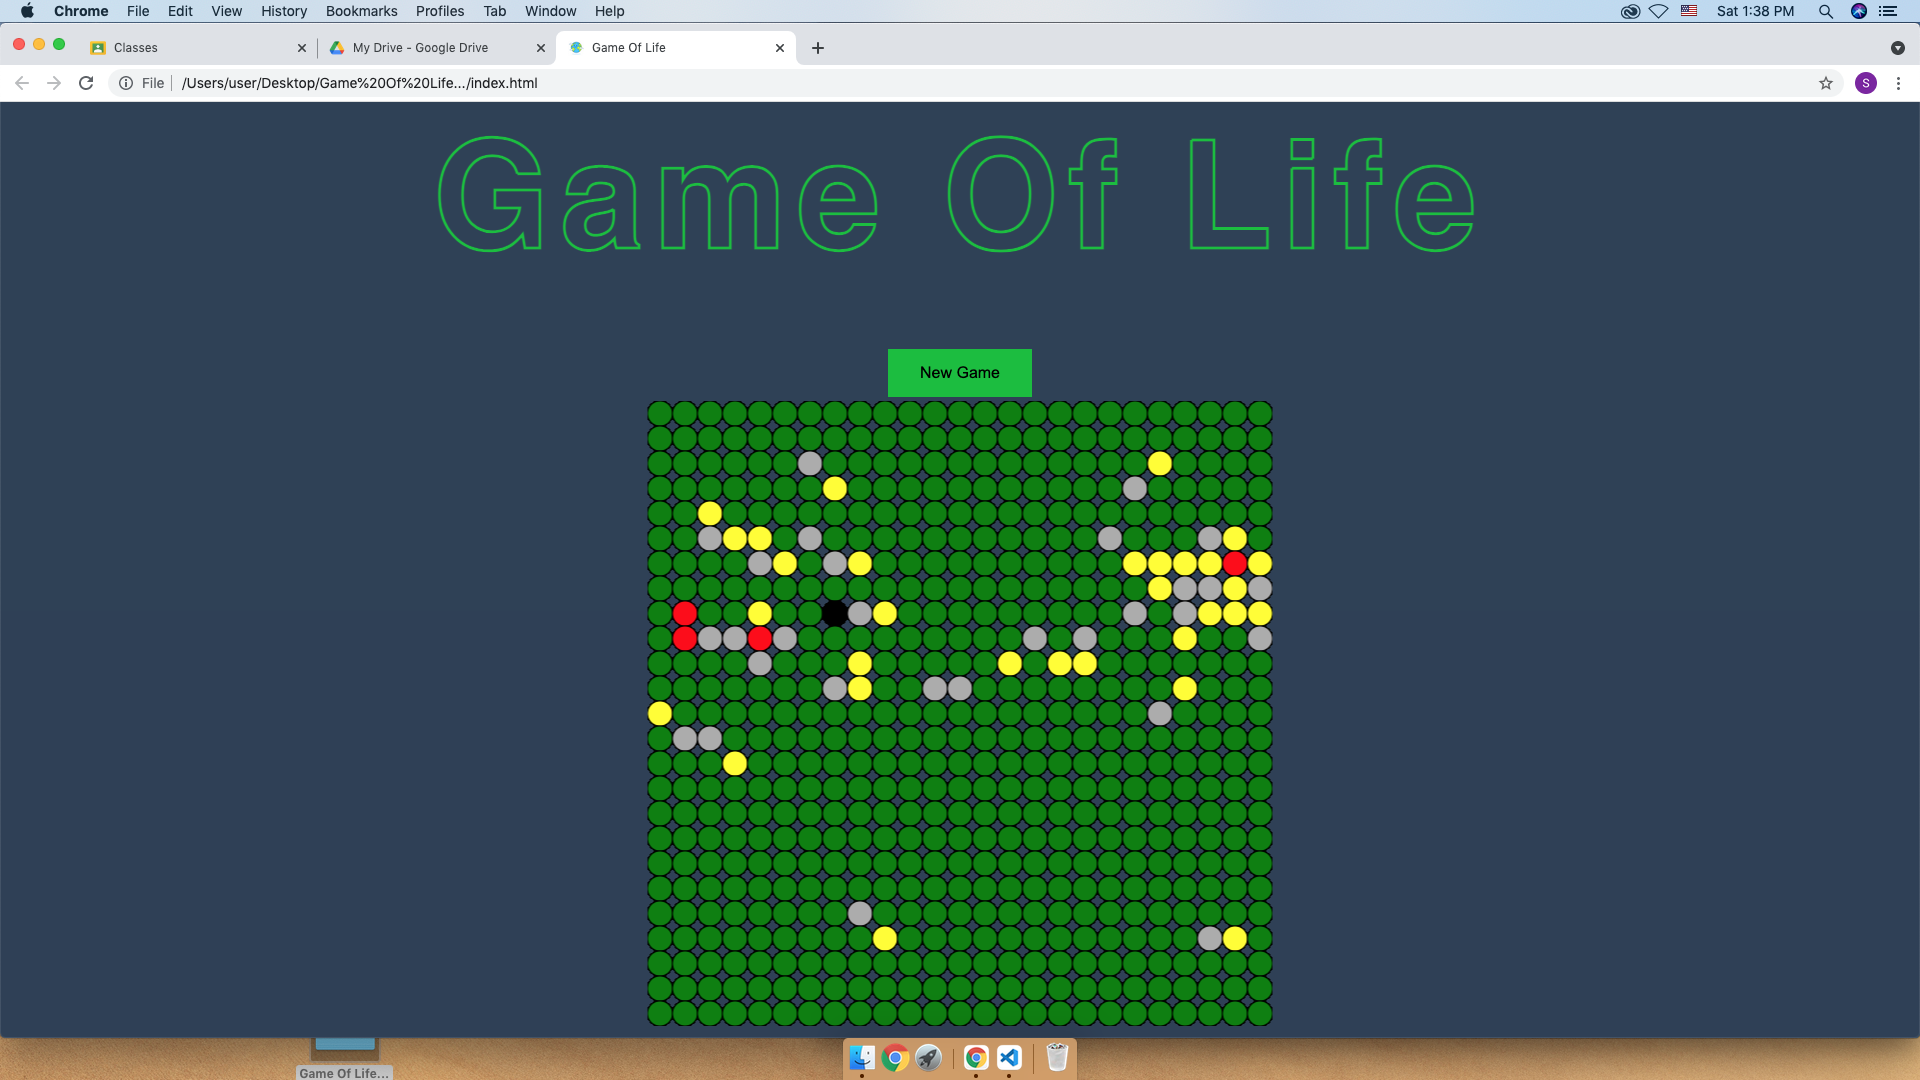 Chrome File Edit View History Bookmarks Profiles Tab Window Help Sat 1:38 PM
Classes My Drive - Google Drive Game Of Life
File /Users/user/Desktop/Game%20Of%20Life.../index.html S
Game Of Life
New Game
Game Of Life...